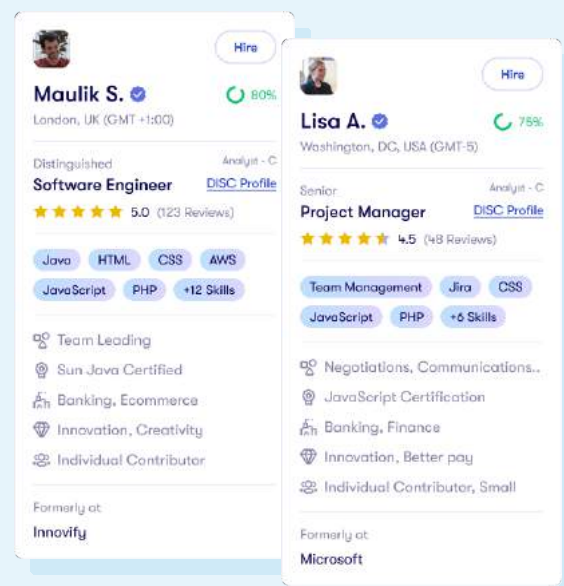 Hire
Maulik S.
80%
London, UK (GMT +1:00)
Distinguished
Analyst - C
Software Engineer
DISC Profile
5.0 (123 Reviews)
Java HTML CSS AWS
JavaScript PHP +12 Skills
Team Leading
Sun Java Certified
Banking, Ecommerce
Innovation, Creativity
Individual Contributor
Formerly at
Innovify
Hire
Lisa A.
75%
Washington, DC, USA (GMT-5)
Senior
Analyst - C
Project Manager
DISC Profile
4.5 (48 Reviews)
Team Management Jira CSS
JavaScript PHP +6 Skills
Negotiations, Communications..
JavaScript Certification
Banking, Finance
Innovation, Better pay
Individual Contributor, Small
Formerly at
Microsoft